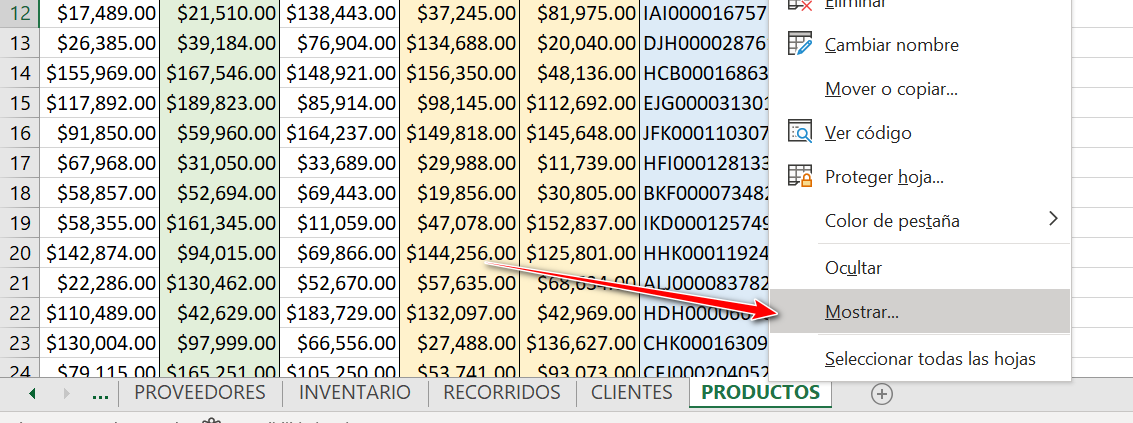 12 $17,489.00 $21,510.00 $138,443.00 $37,245.00 $81,975.00 IAI000016757
Eliminar
13 $26,385.00 $39,184.00 $76,904.00 $134,688.00 $20,040.00 DJH00002876
Cambiar nombre
14 $155,969.00 $167,546.00 $148,921.00 $156,350.00 $48,136.00 HCB00016863
Mover o copiar...
15 $117,892.00 $189,823.00 $85,914.00 $98,145.00 $112,692.00 EJG000031301
16 $91,850.00 $59,960.00 $164,237.00 $149,818.00 $145,648.00 JFK000110307
Ver código
17 $67,968.00 $31,050.00 $33,689.00 $29,988.00 $11,739.00 HFI000128133
Proteger hoja...
18 $58,857.00 $52,694.00 $69,443.00 $19,856.00 $30,805.00 BKF000073482
19 $58,355.00 $161,345.00 $11,059.00 $47,078.00 $152,837.00 IKD000125749
Color de pestaña
20 $142,874.00 $94,015.00 $69,866.00 $144,256.00 $125,801.00 HHK00011924
Ocultar
21 $22,286.00 $130,462.00 $52,670.00 $57,635.00 ALJ000083782
22 $110,489.00 $42,629.00 $183,729.00 $132,097.00 $42,969.00
Mostrar...
23 $130,004.00 $97,999.00 $66,556.00 $27,488.00 $136,627.00 CHK00016309
Seleccionar todas las hojas
24 $79,115.00 $165,251.00 $105,250.00 $53,741.00 $93,073.00 CEJ000204052
... PROVEEDORES INVENTARIO RECORRIDOS CLIENTES PRODUCTOS